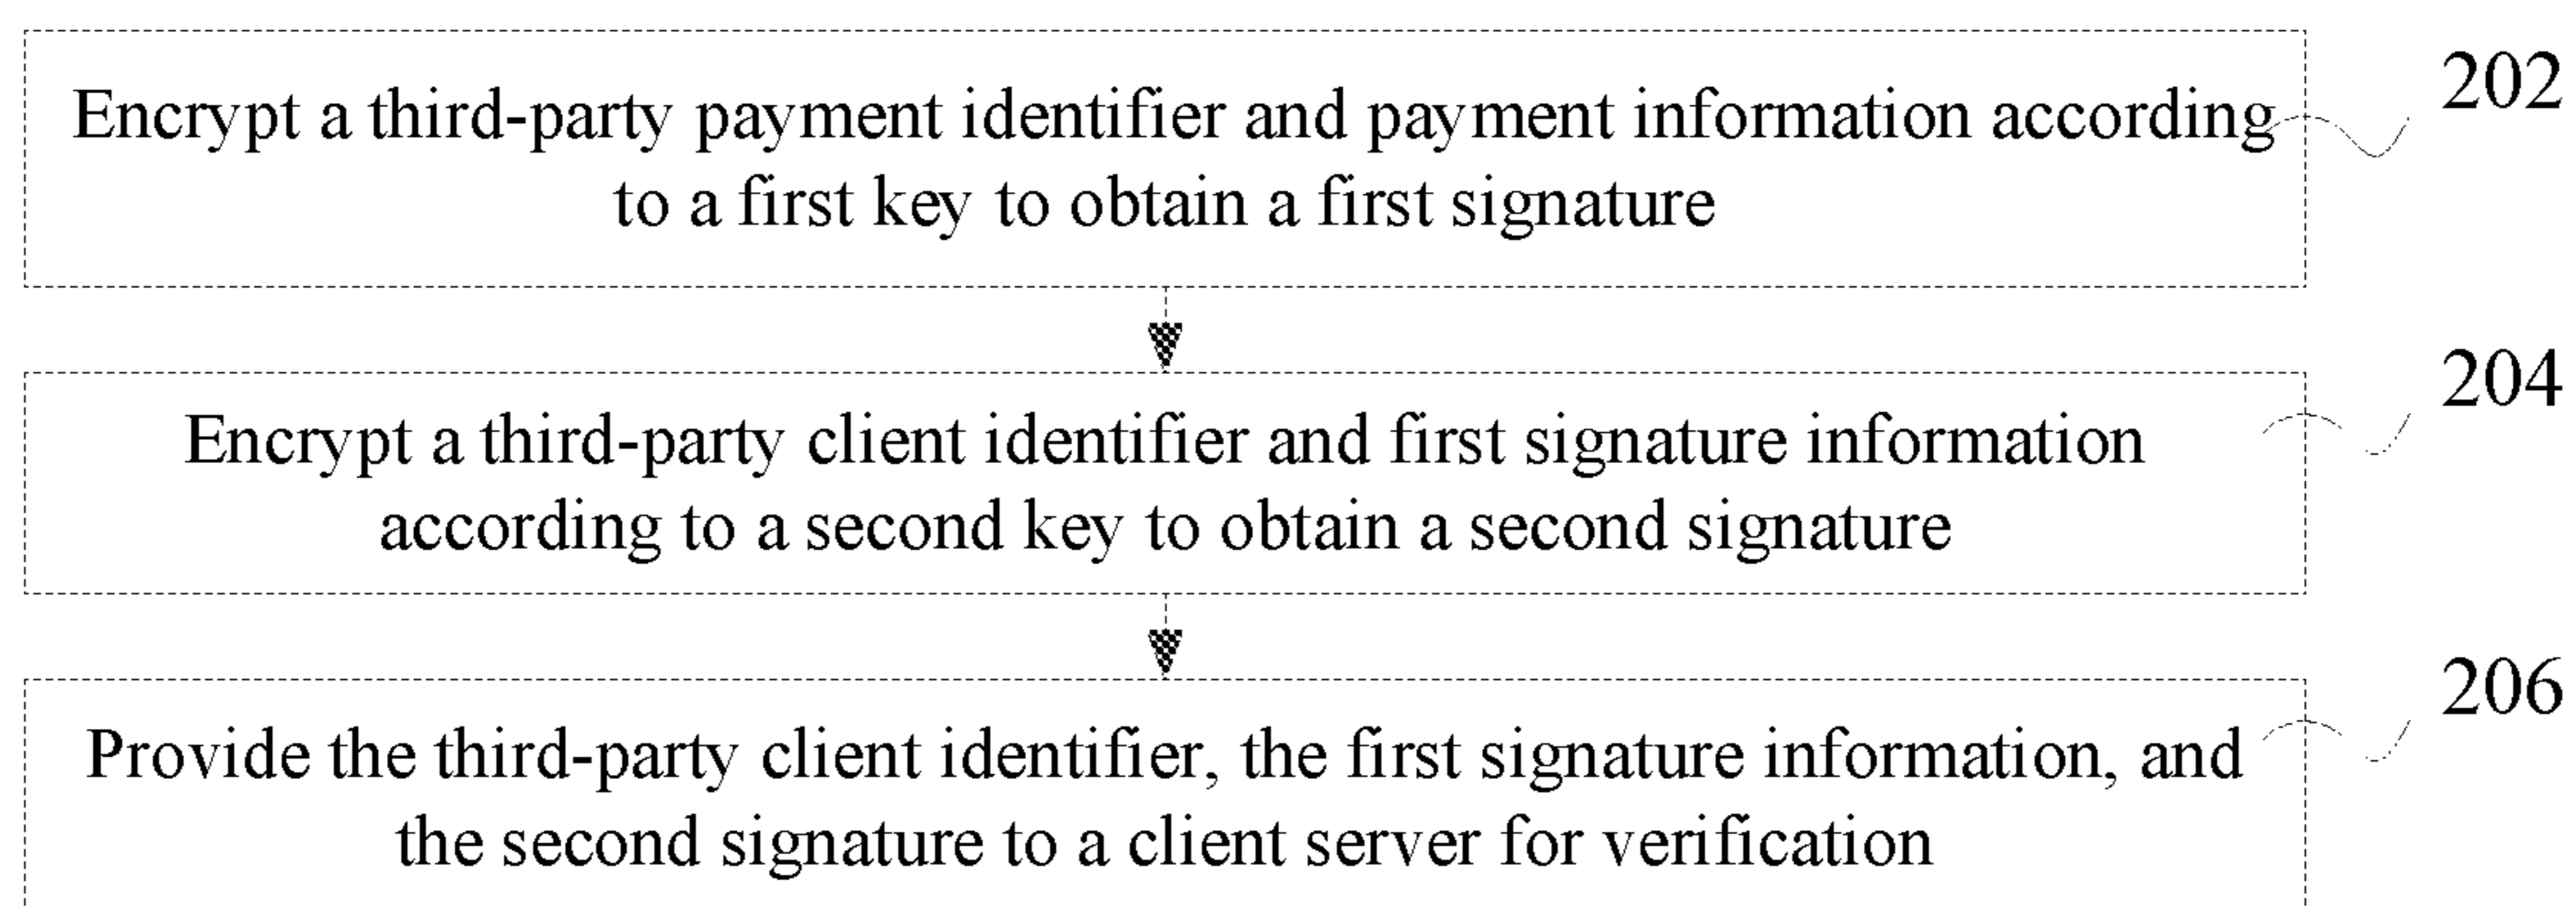 Encrypt a third-party payment identifier and payment information according
to a first key to obtain a first signature
202
Encrypt a third-party client identifier and first signature information
according to a second key to obtain a second signature
204
Provide the third-party client identifier, the first signature information, and
the second signature to a client server for verification
206